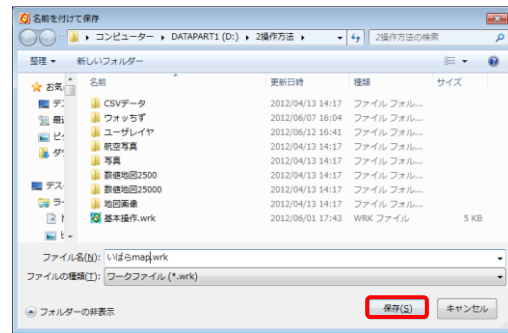 名前を付けて保存
コンピューター ▸ DATAPART1 (D:) ▸ 2操作方法 ▸ 2操作方法の検索
整理 ▼ 新しいフォルダー
名前 更新日時 種類 サイズ
お気
デ
最近
ピ
ダ
デス
ラ
CSVデータ 2012/04/13 14:17 ファイル フォル...
ウォッちず 2012/06/07 16:04 ファイル フォル...
ユーザレイヤ 2012/06/12 16:41 ファイル フォル...
航空写真 2012/04/13 14:17 ファイル フォル...
写真 2012/04/13 14:17 ファイル フォル...
数値地図2500 2012/04/13 14:17 ファイル フォル...
数値地図25000 2012/04/13 14:17 ファイル フォル...
地図画像 2012/04/13 14:17 ファイル フォル...
基本操作.wrk 2012/06/01 17:43 WRK ファイル 5 KB
ファイル名(N): いばらmap.wrk
ファイルの種類(T): ワークファイル (*.wrk)
フォルダーの非表示 保存(S) キャンセル